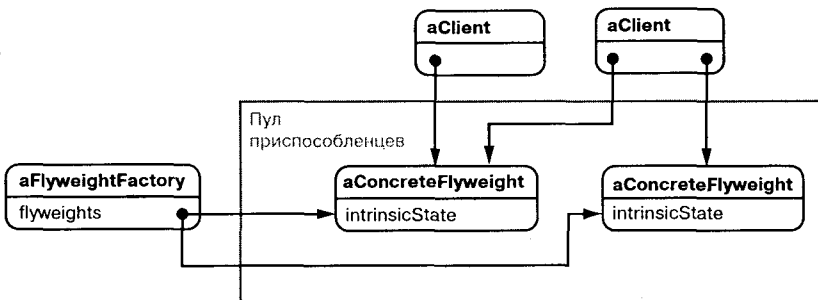 aClient
aClient
Пул
приспособленцев
aFlyweightFactory
flyweights
aConcreteFlyweight
intrinsicState
aConcreteFlyweight
intrinsicState